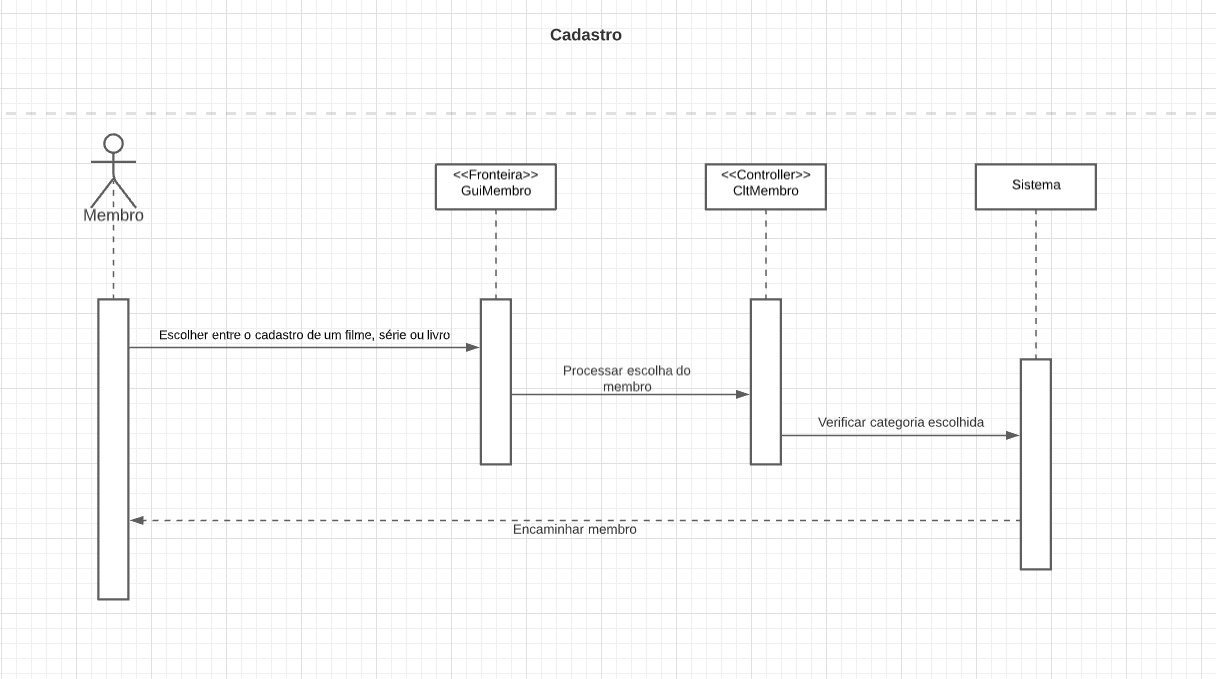 Cadastro
Membro
<<Fronteira>>
GuiMembro
<<Controller>>
CltMembro
Sistema
Escolher entre o cadastro de um filme, série ou livro
Processar escolha do
membro
Verificar categoria escolhida
Encaminhar membro